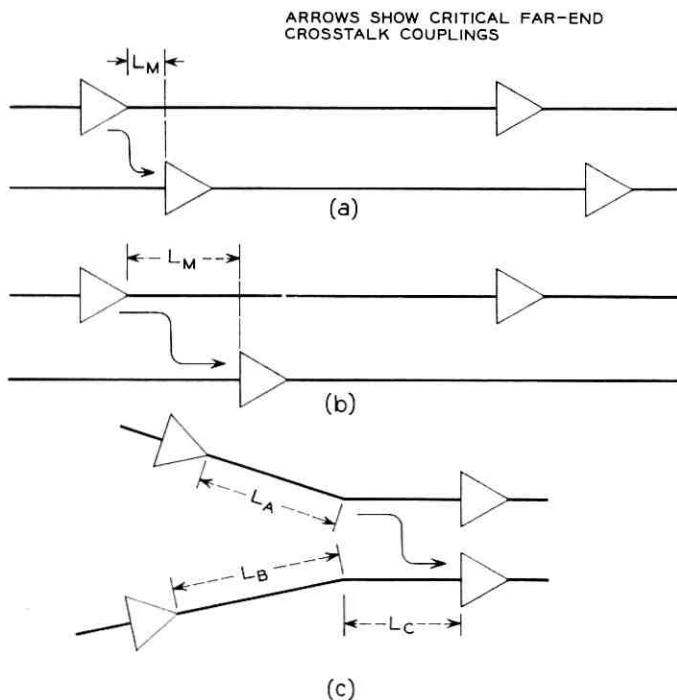 ARROWS SHOW CRITICAL FAR-END
CROSSTALK COUPLINGS
LM
(a)
LM
(b)
LA
LB
LC
(c)